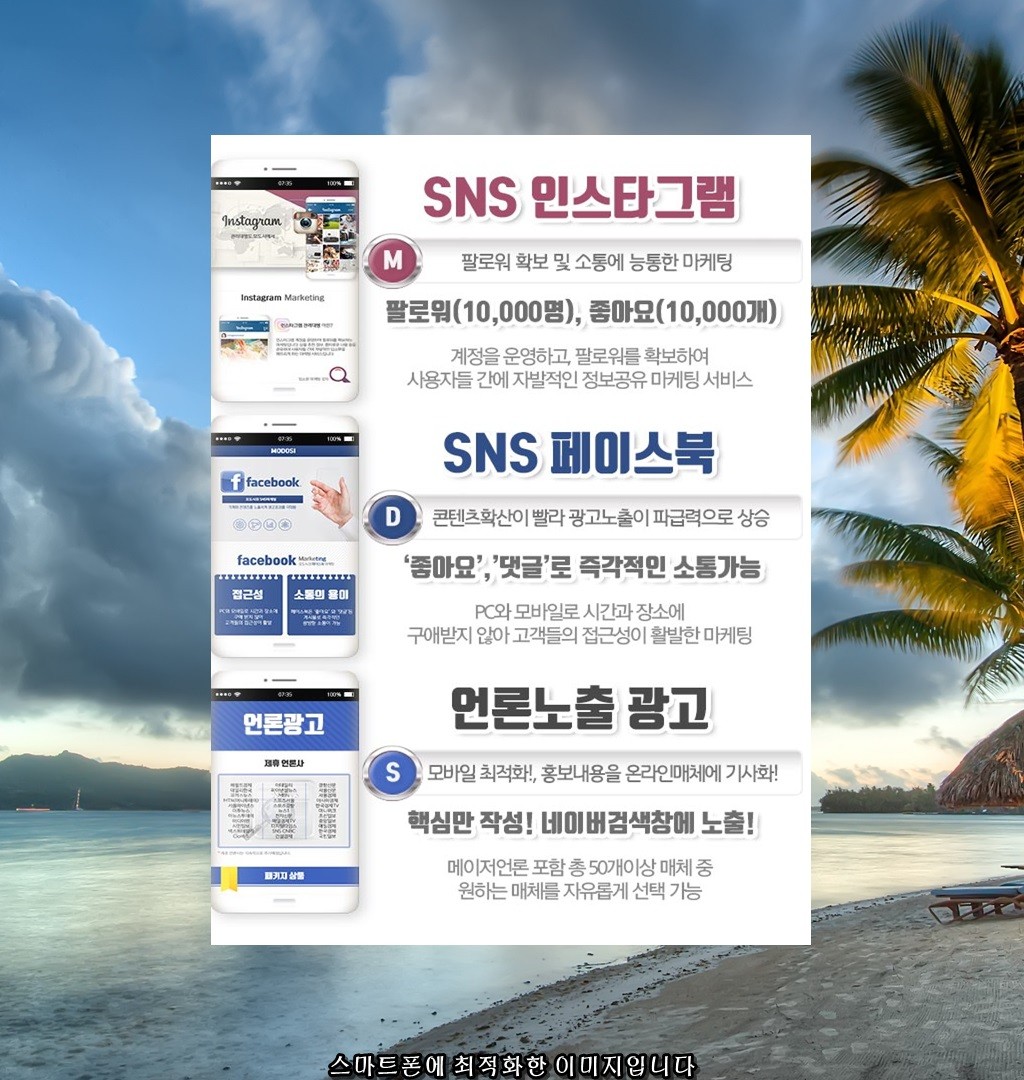 SNS 인스타그램
M
팔로워 확보 및 소통에 능통한 마케팅
팔로워(10,000명), 좋아요(10,000개)
계정을 운영하고, 팔로워를 확보하여
사용자들 간에 자발적인 정보공유 마케팅 서비스
07:35 100%
Instagram
Instagram Marketing
SNS 페이스북
D
콘텐츠확산이 빨라 광고노출이 파급력으로 상승
‘좋아요’,’댓글’로 즉각적인 소통가능
PC와 모바일로 시간과 장소에
구애받지 않아 고객들의 접근성이 활발한 마케팅
07:35 100%
MODOSI
facebook
facebook Marketing
접근성
소통의 용이
언론노출 광고
S
모바일 최적화!, 홍보내용을 온라인매체에 기사화!
핵심만 작성! 네이버검색창에 노출!
메이저언론 포함 총 50개이상 매체 중
원하는 매체를 자유롭게 선택 가능
07:35 100%
언론광고
제휴 언론사
패키지 상품
스마트폰에 최적화한 이미지입니다